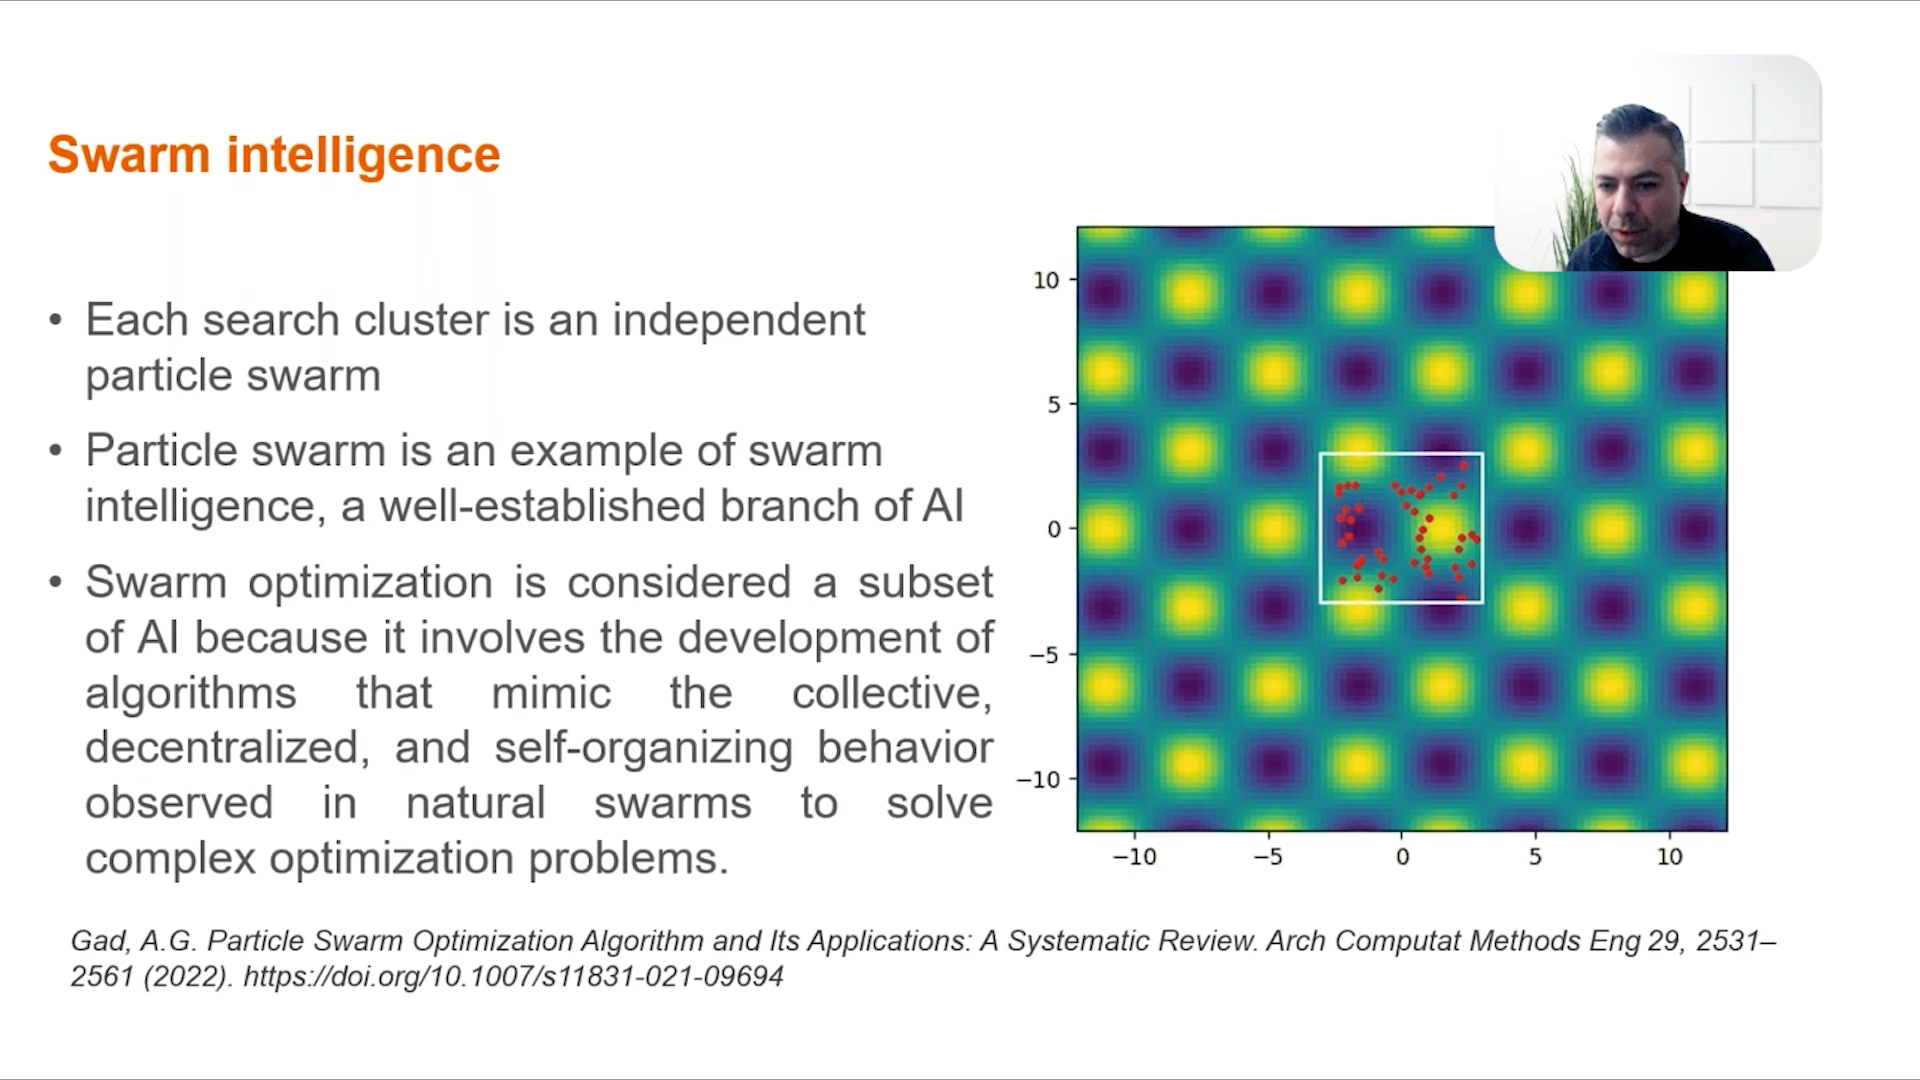 Swarm intelligence
• Each search cluster is an independent
particle swarm
• Particle swarm is an example of swarm
intelligence, a well-established branch of AI
• Swarm optimization is considered a subset
of AI because it involves the development of
algorithms that mimic the collective,
decentralized, and self-organizing behavior
observed in natural swarms to solve
complex optimization problems.
10
5
0
−5
−10
−10 −5 0 5 10
Gad, A.G. Particle Swarm Optimization Algorithm and Its Applications: A Systematic Review. Arch Computat Methods Eng 29, 2531–
2561 (2022). https://doi.org/10.1007/s11831-021-09694